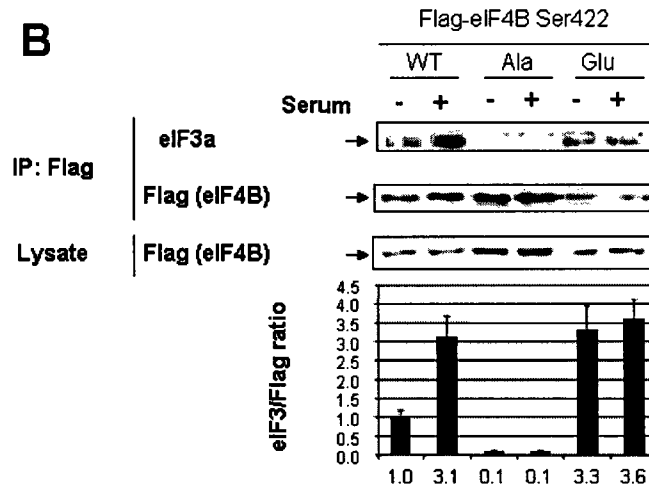 B
Flag-eIF4B Ser422
WT Ala Glu
Serum - + - + - +
IP: Flag
eIF3a
Flag (eIF4B)
Lysate
Flag (eIF4B)
eIF3/Flag ratio
4.5
4.0
3.5
3.0
2.5
2.0
1.5
1.0
0.5
0.0
1.0 3.1 0.1 0.1 3.3 3.6